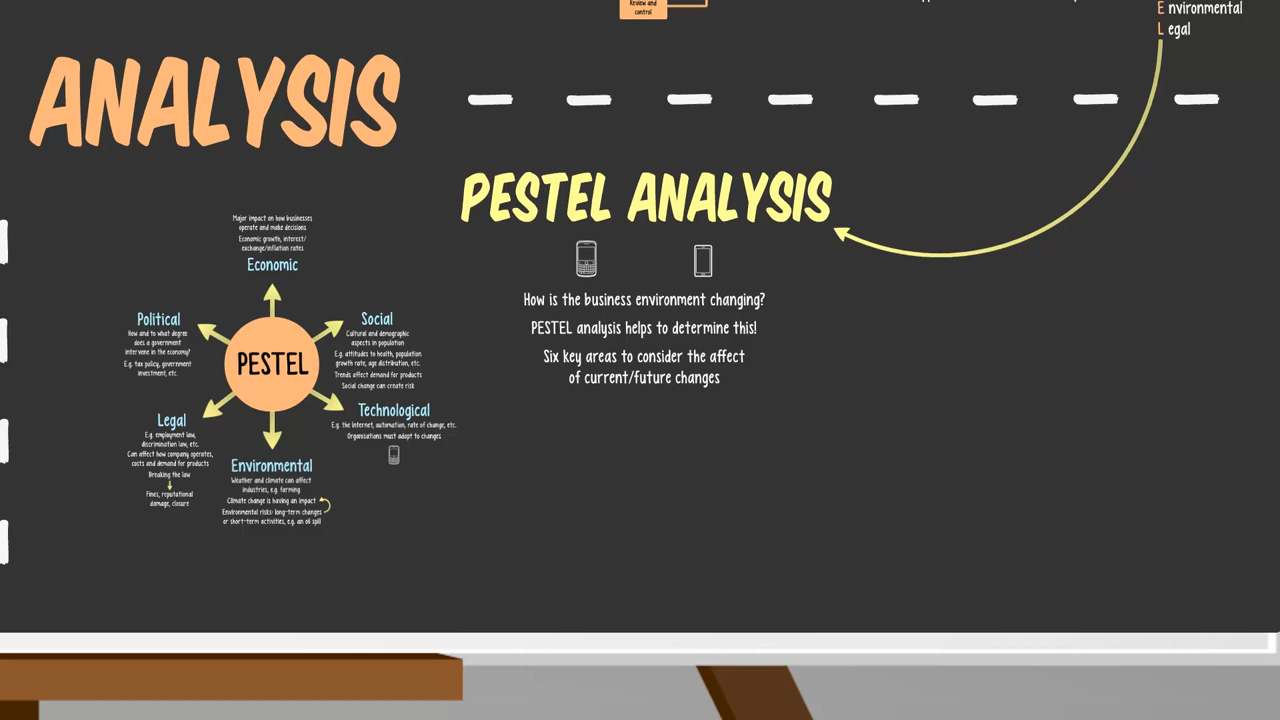 Review and
control
E nvironmental
L egal
ANALYSIS
PESTEL ANALYSIS
How is the business environment changing?
PESTEL analysis helps to determine this!
Six key areas to consider the affect
of current/future changes
Major impact on how businesses
operate and make decisions
Economic growth, interest/
exchange/inflation rates
Economic
Political
How and to what degree
does a government
intervene in the economy?
E.g. tax policy, government
investment, etc.
Social
Cultural and demographic
aspects in population
E.g. attitudes to health, population
growth rate, age distribution, etc.
Trends affect demand for products
Social change can create risk
PESTEL
Legal
E.g. employment law,
discrimination law, etc.
Can affect how company operates,
costs and demand for products
Breaking the law
Fines, reputational
damage, closure
Technological
E.g. the internet, automation, rate of change, etc.
Organisations must adapt to changes
Environmental
Weather and climate can affect
industries, e.g. farming
Climate change is having an impact
Environmental risks: long-term changes
or short-term activities, e.g. an oil spill